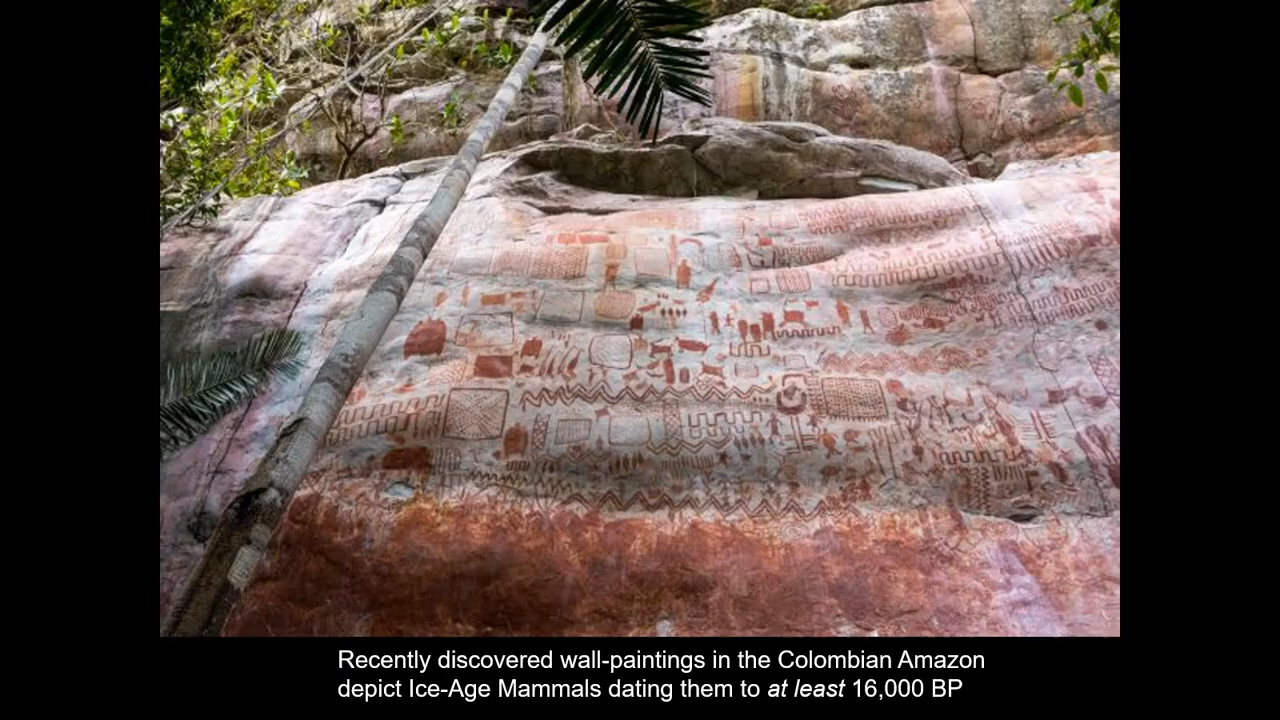 Recently discovered wall-paintings in the Colombian Amazon
depict Ice-Age Mammals dating them to at least 16,000 BP